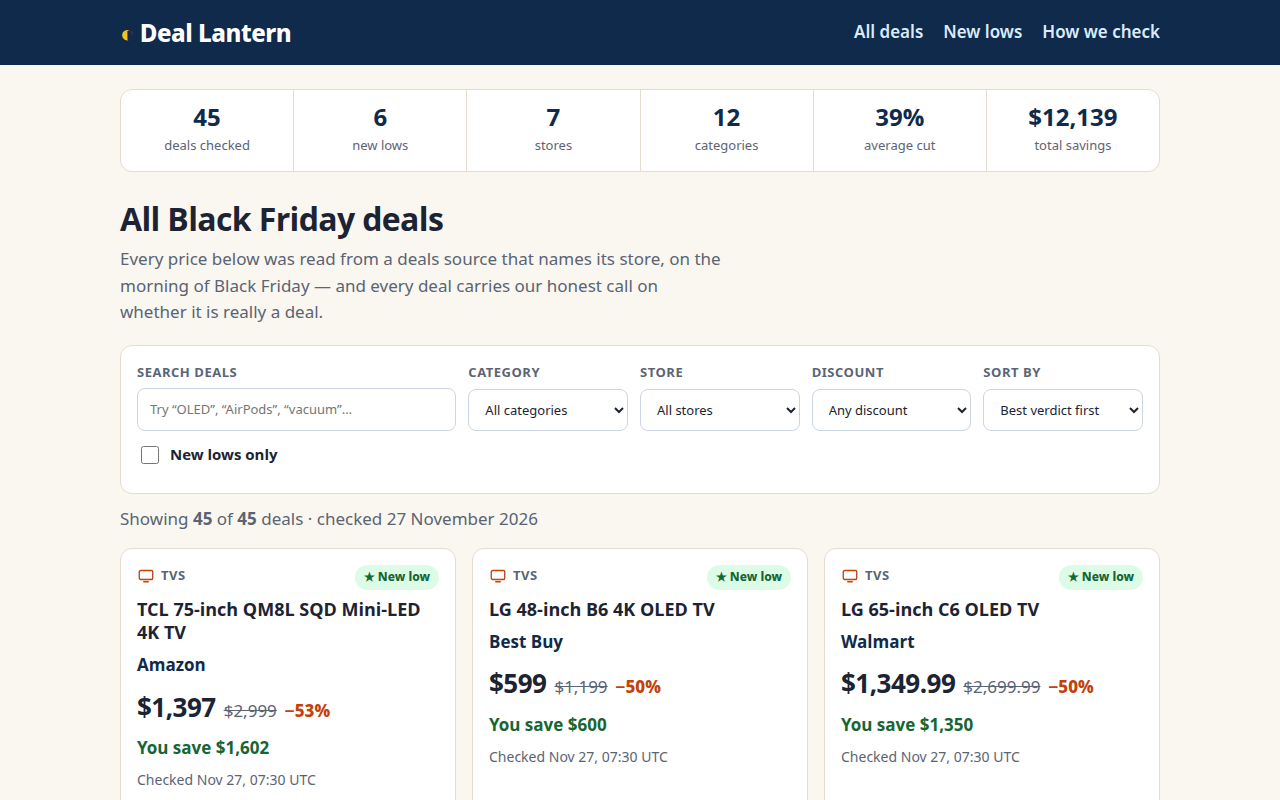 Deal Lantern
All deals New lows How we check
45 6 7 12 39% $12,139
deals checked new lows stores categories average cut total savings
All Black Friday deals
Every price below was read from a deals source that names its store, on the
morning of Black Friday — and every deal carries our honest call on
whether it is really a deal.
SEARCH DEALS CATEGORY STORE DISCOUNT SORT BY
Try “OLED”, “AirPods”, “vacuum”… All categories All stores Any discount Best verdict first
New lows only
Showing 45 of 45 deals · checked 27 November 2026
TVS ★ New low
TCL 75-inch QM8L SQD Mini-LED
4K TV
Amazon
$1,397 $2,999 −53%
You save $1,602
Checked Nov 27, 07:30 UTC
TVS ★ New low
LG 48-inch B6 4K OLED TV
Best Buy
$599 $1,199 −50%
You save $600
Checked Nov 27, 07:30 UTC
TVS ★ New low
LG 65-inch C6 OLED TV
Walmart
$1,349.99 $2,699.99 −50%
You save $1,350
Checked Nov 27, 07:30 UTC